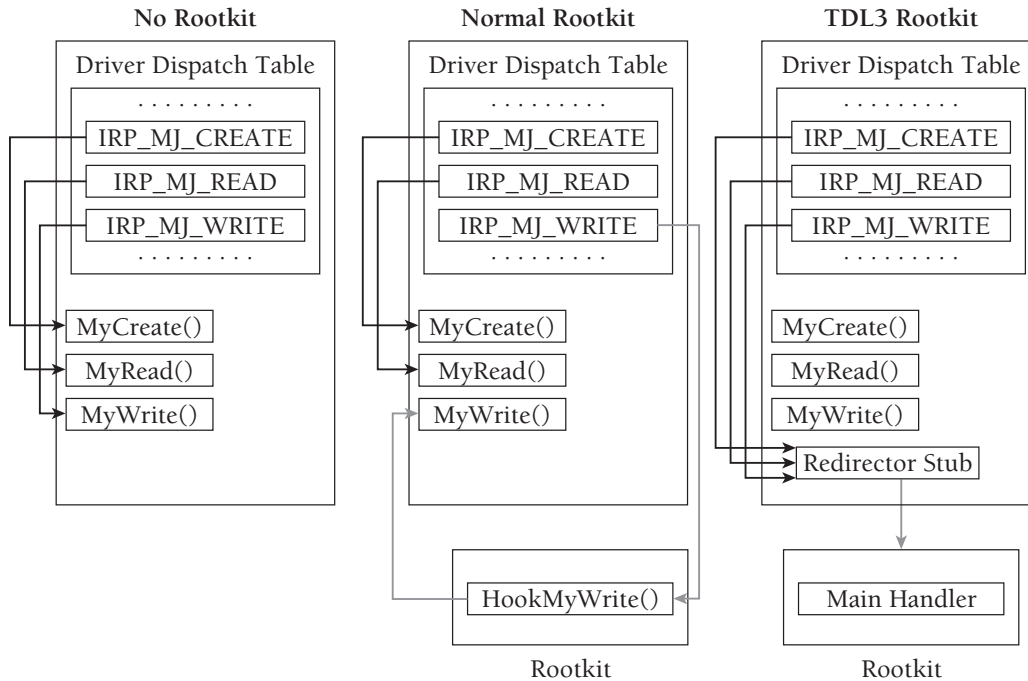 No Rootkit
Driver Dispatch Table
. . . . . . . . .
IRP_MJ_CREATE
IRP_MJ_READ
IRP_MJ_WRITE
. . . . . . . . .
MyCreate()
MyRead()
MyWrite()
Normal Rootkit
Driver Dispatch Table
. . . . . . . . .
IRP_MJ_CREATE
IRP_MJ_READ
IRP_MJ_WRITE
. . . . . . . . .
MyCreate()
MyRead()
MyWrite()
HookMyWrite()
Rootkit
TDL3 Rootkit
Driver Dispatch Table
. . . . . . . . .
IRP_MJ_CREATE
IRP_MJ_READ
IRP_MJ_WRITE
. . . . . . . . .
MyCreate()
MyRead()
MyWrite()
Redirector Stub
Main Handler
Rootkit